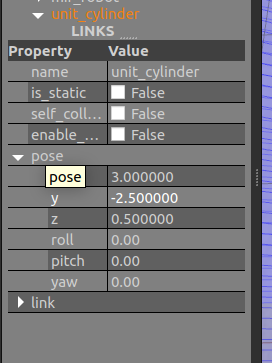 unit_cylinder
LINKS
Property Value
name unit_cylinder
is_static False
self_coll... False
enable_... False
pose
pose 3.000000
y -2.500000
z 0.500000
roll 0.00
pitch 0.00
yaw 0.00
link